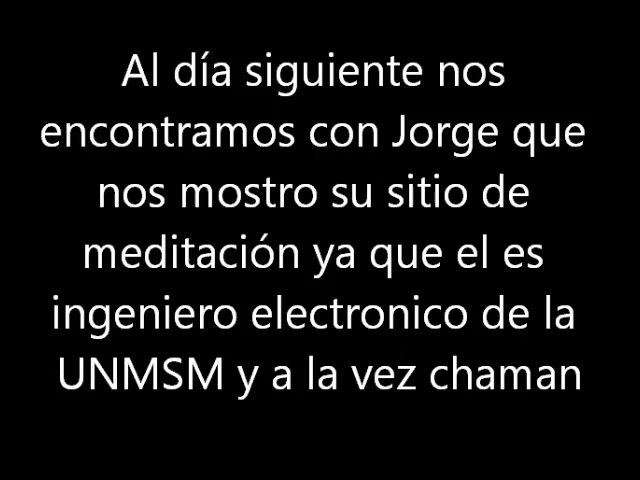 Al día siguiente nos
encontramos con Jorge que
nos mostro su sitio de
meditación ya que el es
ingeniero electronico de la
UNMSM y a la vez chaman